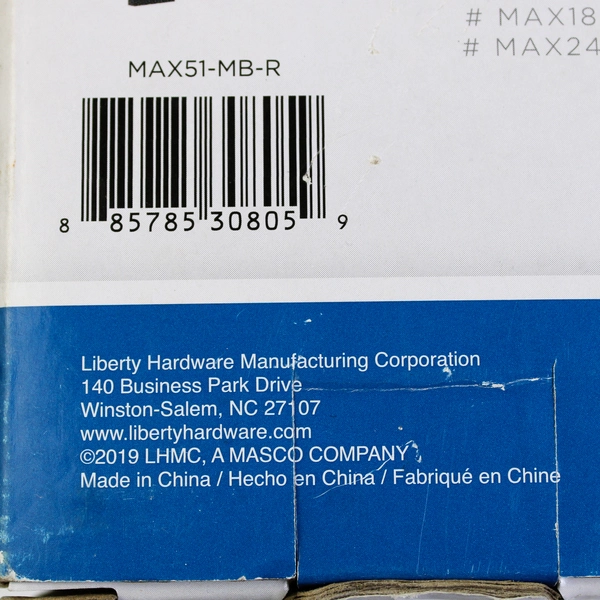 # MAX18
# MAX24
MAX51-MB-R
8 85785 30805 9
Liberty Hardware Manufacturing Corporation
140 Business Park Drive
Winston-Salem, NC 27107
www.libertyhardware.com
©2019 LHMC, A MASCO COMPANY
Made in China / Hecho en China / Fabriqué en Chine